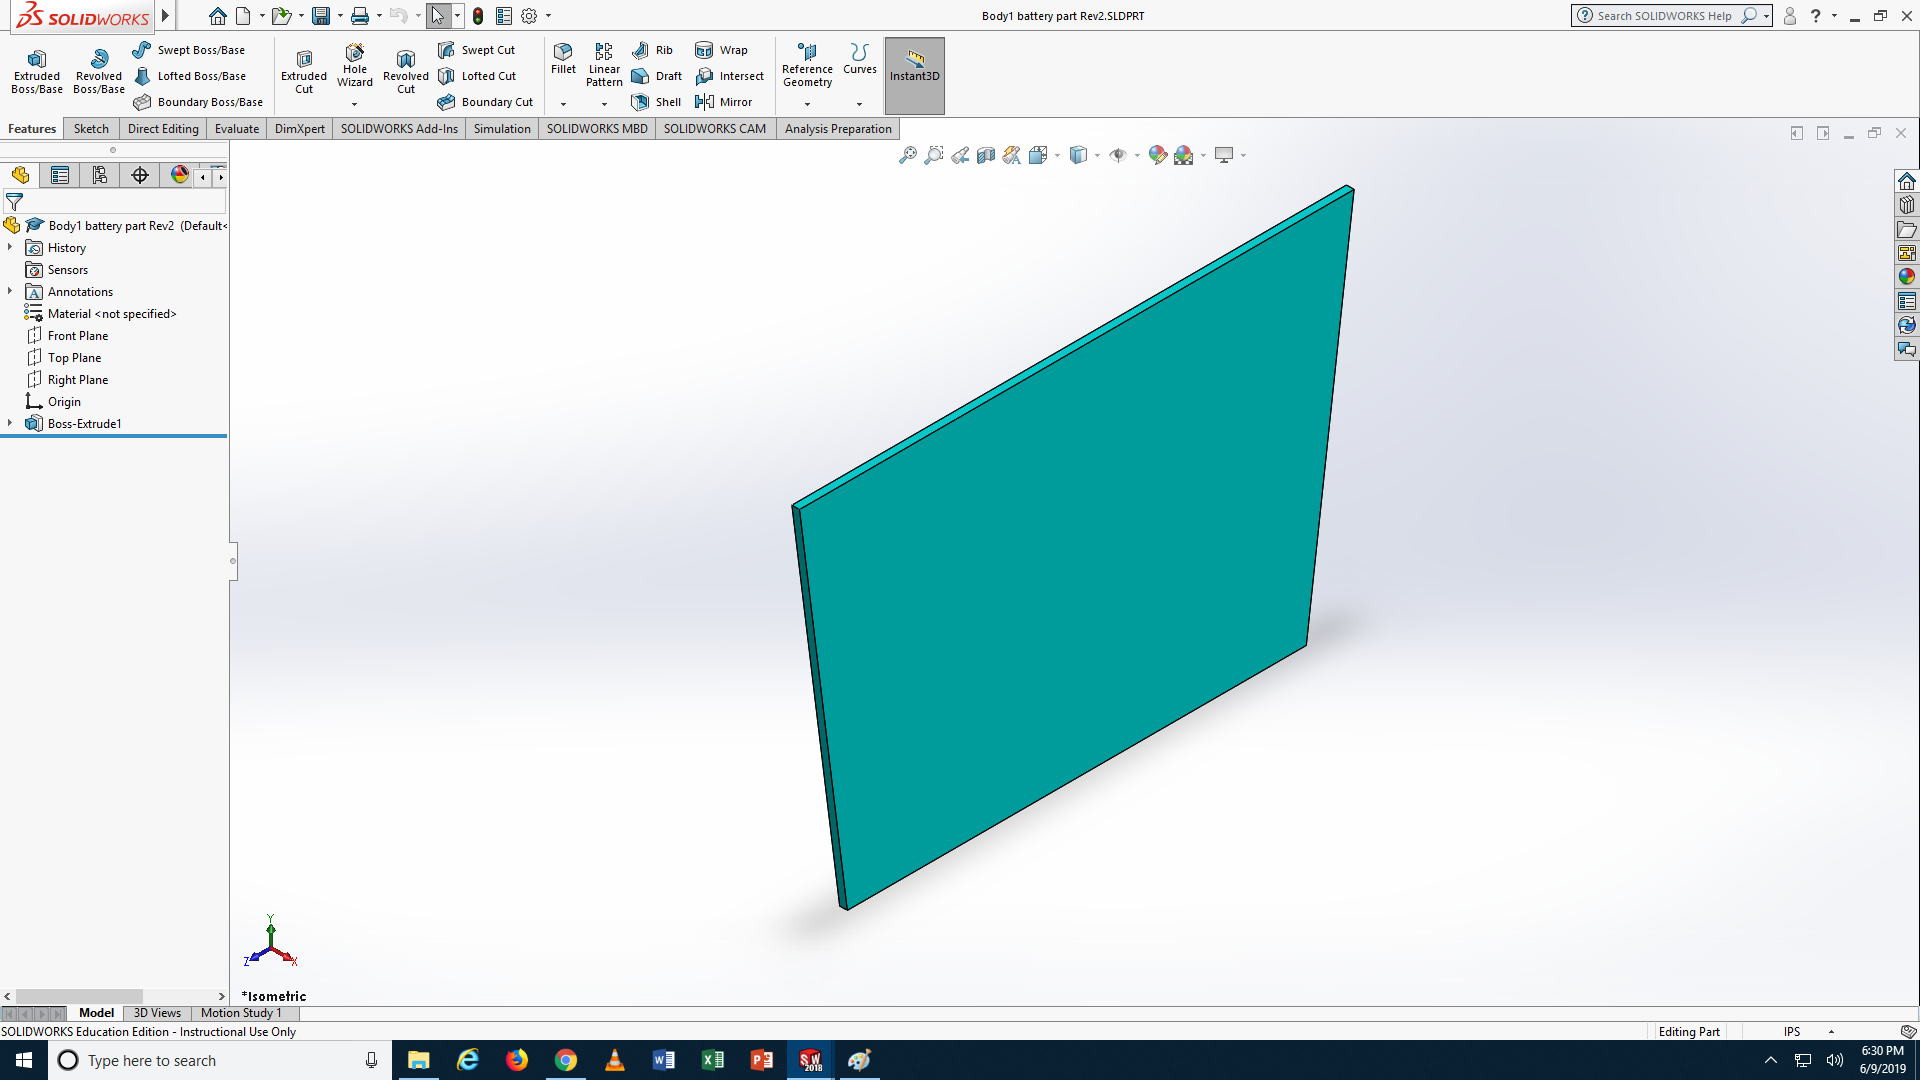 SOLIDWORKS
Body1 battery part Rev2.SLDPRT
Search SOLIDWORKS Help
Extruded Boss/Base
Revolved Boss/Base
Swept Boss/Base
Lofted Boss/Base
Boundary Boss/Base
Extruded Cut
Hole Wizard
Revolved Cut
Swept Cut
Lofted Cut
Boundary Cut
Fillet
Linear Pattern
Rib
Draft
Shell
Wrap
Intersect
Mirror
Reference Geometry
Curves
Instant3D
Features
Sketch
Direct Editing
Evaluate
DimXpert
SOLIDWORKS Add-Ins
Simulation
SOLIDWORKS MBD
SOLIDWORKS CAM
Analysis Preparation
Body1 battery part Rev2 (Default<
History
Sensors
Annotations
Material <not specified>
Front Plane
Top Plane
Right Plane
Origin
Boss-Extrude1
Y
Z
X
*Isometric
Model
3D Views
Motion Study 1
SOLIDWORKS Education Edition - Instructional Use Only
Editing Part
IPS
Type here to search
SW 2018
6:30 PM
6/9/2019